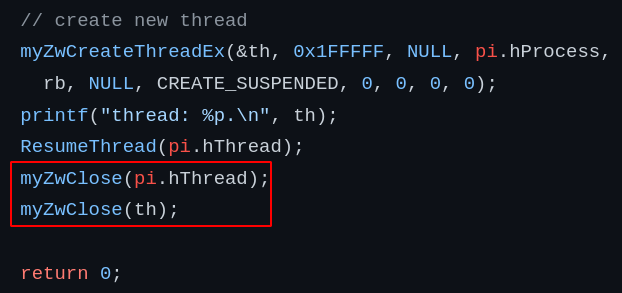 // create new thread
myZwCreateThreadEx(&th, 0x1FFFFF, NULL, pi.hProcess,
rb, NULL, CREATE_SUSPENDED, 0, 0, 0, 0);
printf("thread: %p.\n", th);
ResumeThread(pi.hThread);
myZwClose(pi.hThread);
myZwClose(th);
return 0;